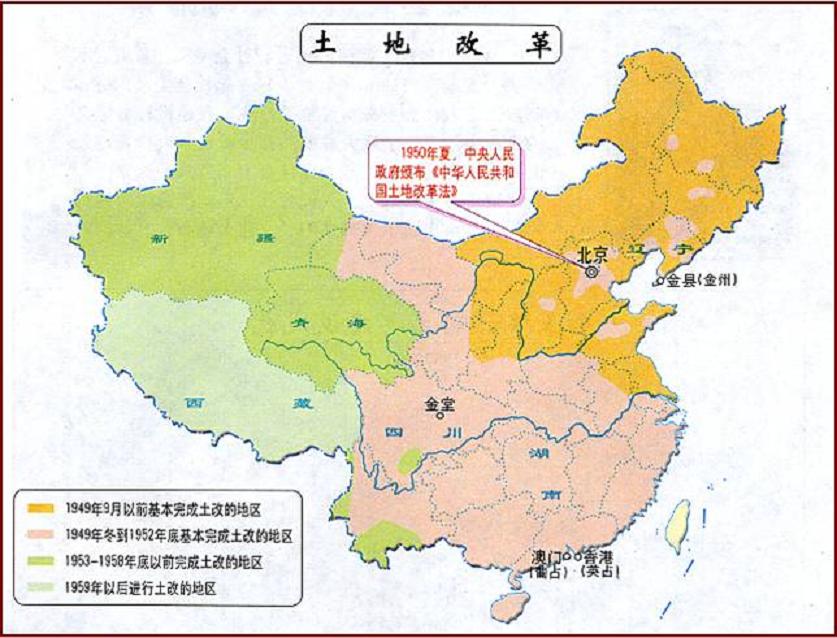 土地改革
1950年夏，中央人民
政府颁布《中华人民共和
国土地改革法》
新疆
北京
辽宁
金县(金州)
青海
西藏
金堂
四川
湖
南
澳门 香港
(葡占) (英占)
1949年9月以前基本完成土改的地区
1949年冬到1952年底基本完成土改的地区
1953-1958年底以前完成土改的地区
1959年以后进行土改的地区